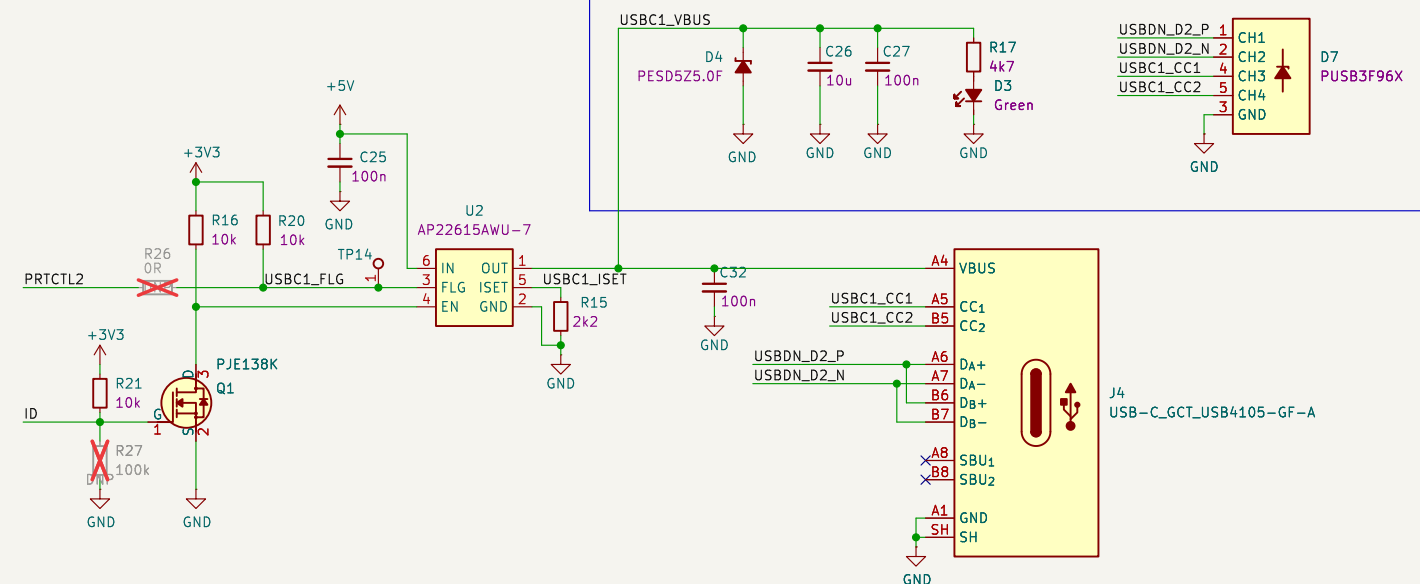 USBC1_VBUS
D4
PESD5Z5.0F
C26
10u
C27
100n
R17
4k7
D3
Green
GND
GND
GND
GND
USBDN_D2_P
USBDN_D2_N
USBC1_CC1
USBC1_CC2
1
2
4
5
3
CH1
CH2
CH3
CH4
GND
D7
PUSB3F96X
GND
+5V
C25
100n
GND
+3V3
R16
10k
R20
10k
R26
0R
PRTCTL2
USBC1_FLG
TP14
1
U2
AP22615AWU-7
6
3
4
IN
FLG
EN
OUT
ISET
GND
1
5
2
USBC1_ISET
R15
2k2
GND
C32
100n
GND
+3V3
R21
10k
ID
R27
100k
DNP
GND
PJE138K
Q1
D
3
G
1
S
2
GND
USBC1_CC1
USBC1_CC2
USBDN_D2_P
USBDN_D2_N
A4
A5
B5
A6
A7
B6
B7
A8
B8
A1
SH
VBUS
CC1
CC2
DA+
DA-
DB+
DB-
SBU1
SBU2
GND
SH
J4
USB-C_GCT_USB4105-GF-A
GND